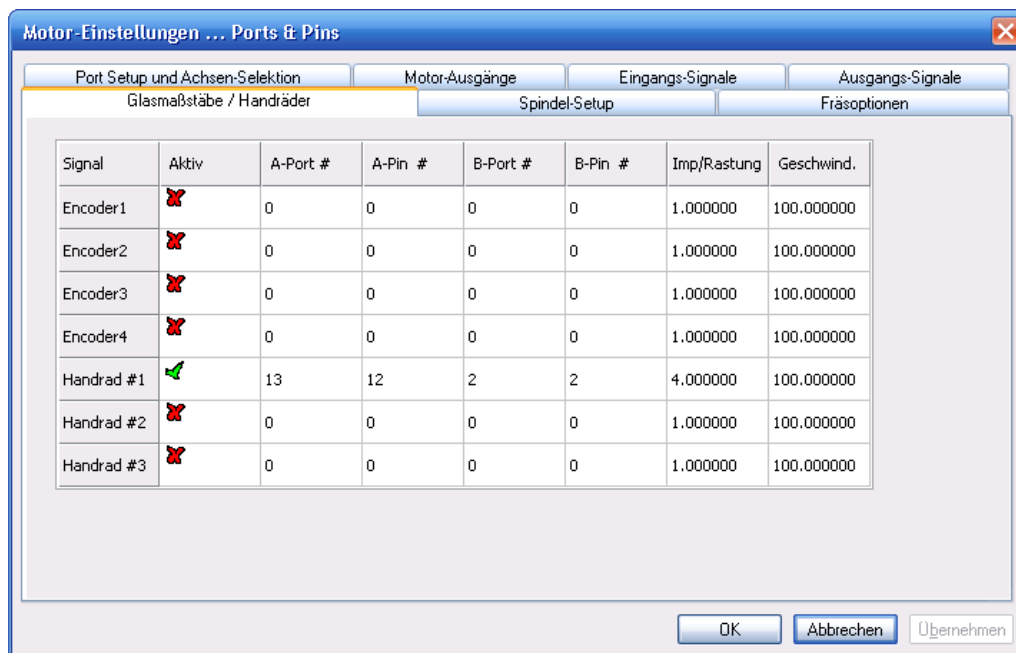 Motor-Einstellungen ... Ports & Pins
Port Setup und Achsen-Selektion Motor-Ausgänge Eingangs-Signale Ausgangs-Signale
Glasmaßstäbe / Handräder Spindel-Setup Fräsoptionen
Signal Aktiv A-Port # A-Pin # B-Port # B-Pin # Imp/Rastung Geschwind.
Encoder1 0 0 0 0 1.000000 100.000000
Encoder2 0 0 0 0 1.000000 100.000000
Encoder3 0 0 0 0 1.000000 100.000000
Encoder4 0 0 0 0 1.000000 100.000000
Handrad #1 13 12 2 2 4.000000 100.000000
Handrad #2 0 0 0 0 1.000000 100.000000
Handrad #3 0 0 0 0 1.000000 100.000000
OK Abbrechen Übernehmen